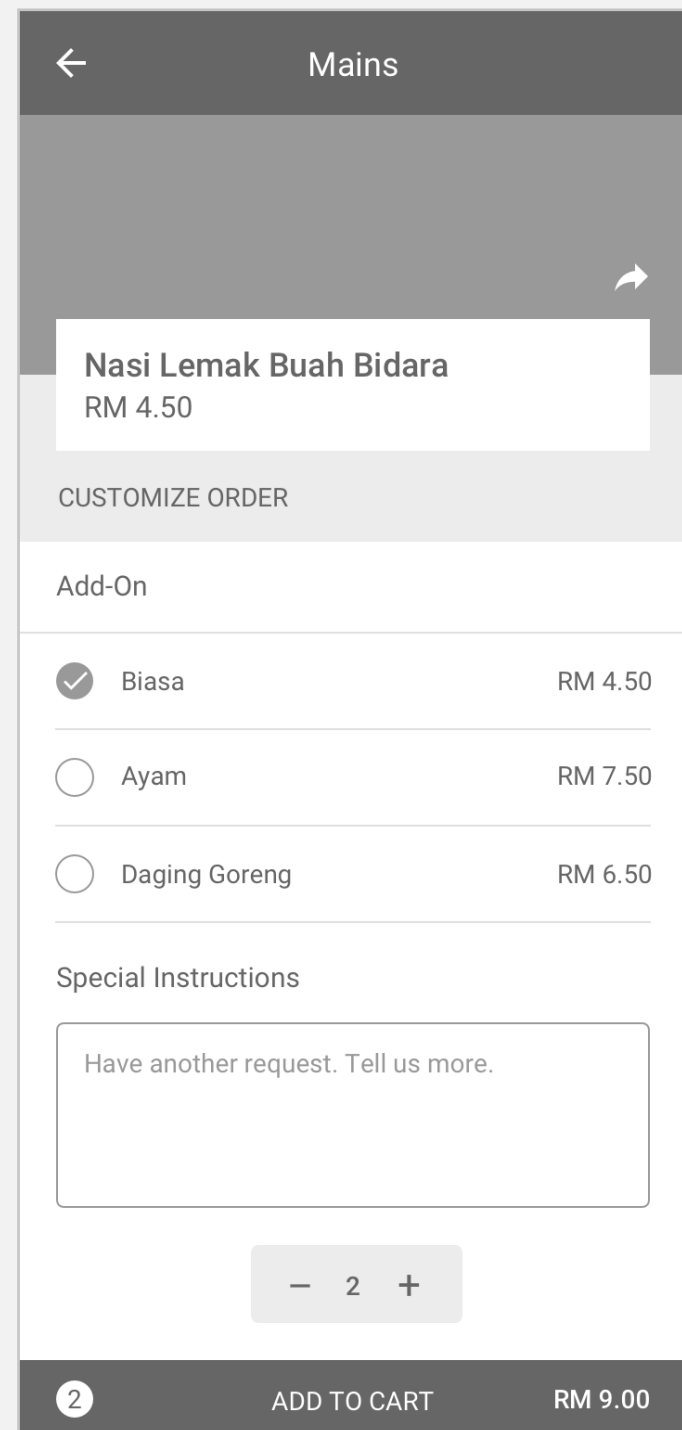 Mains
Nasi Lemak Buah Bidara
RM 4.50
CUSTOMIZE ORDER
Add-On
Biasa RM 4.50
Ayam RM 7.50
Daging Goreng RM 6.50
Special Instructions
Have another request. Tell us more.
− 2 +
2 ADD TO CART RM 9.00